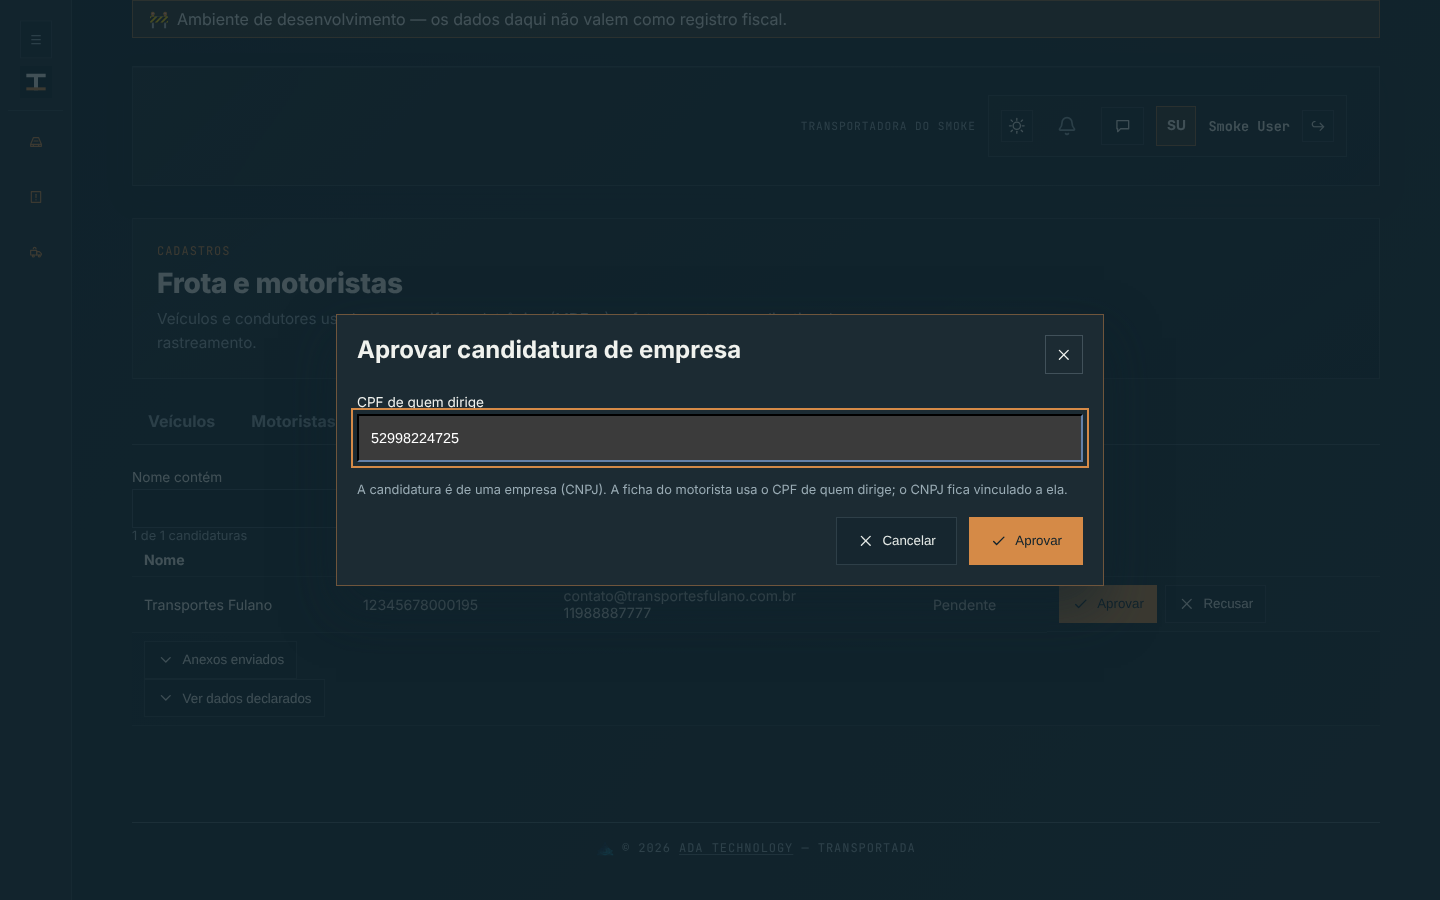 🚧 Ambiente de desenvolvimento — os dados daqui não valem como registro fiscal.
TRANSPORTADORA DO SMOKE
SU
Smoke User
CADASTROS
Frota e motoristas
Veículos e condutores
rastreamento.
Aprovar candidatura de empresa
CPF de quem dirige
52998224725
A candidatura é de uma empresa (CNPJ). A ficha do motorista usa o CPF de quem dirige; o CNPJ fica vinculado a ela.
Cancelar
Aprovar
Veículos
Motoristas
Nome contém
1 de 1 candidaturas
Nome
Transportes Fulano
12345678000195
contato@transportesfulano.com.br
11988887777
Pendente
Aprovar
Recusar
Anexos enviados
Ver dados declarados
© 2026 ADA TECHNOLOGY — TRANSPORTADA